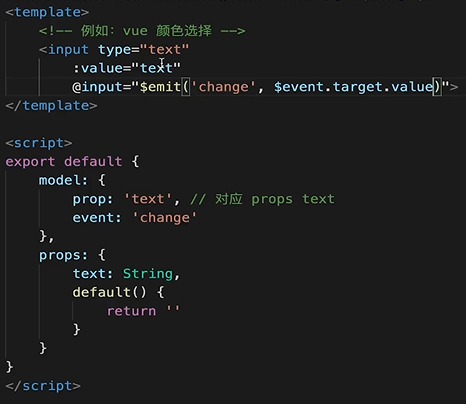 <template>
    <!-- 例如：vue 颜色选择 -->
    <input type="text"
        :value="text"
        @input="$emit('change', $event.target.value)">
</template>

<script>
export default {
    model: {
        prop: 'text', // 对应 props text
        event: 'change'
    },
    props: {
        text: String,
        default() {
            return ''
        }
    }
}
</script>